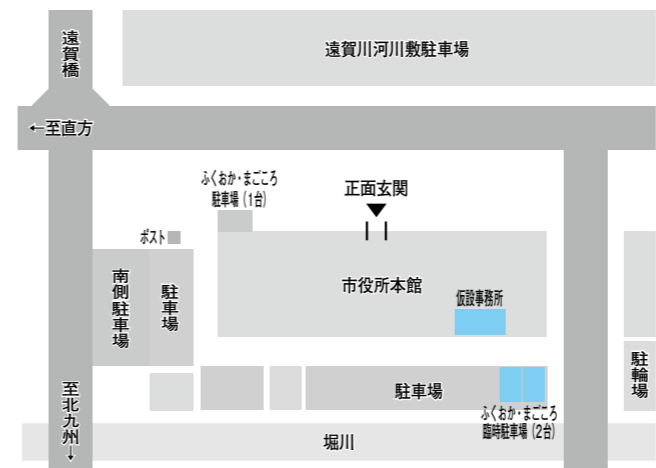 遠賀橋
遠賀川河川敷駐車場
←至直方
ふくおか・まごころ
駐車場（1台）
正面玄関
ポスト
南側駐車場
駐車場
市役所本館
仮設事務所
駐車場
駐輪場
至北九州→
ふくおか・まごころ
臨時駐車場（2台）
堀川